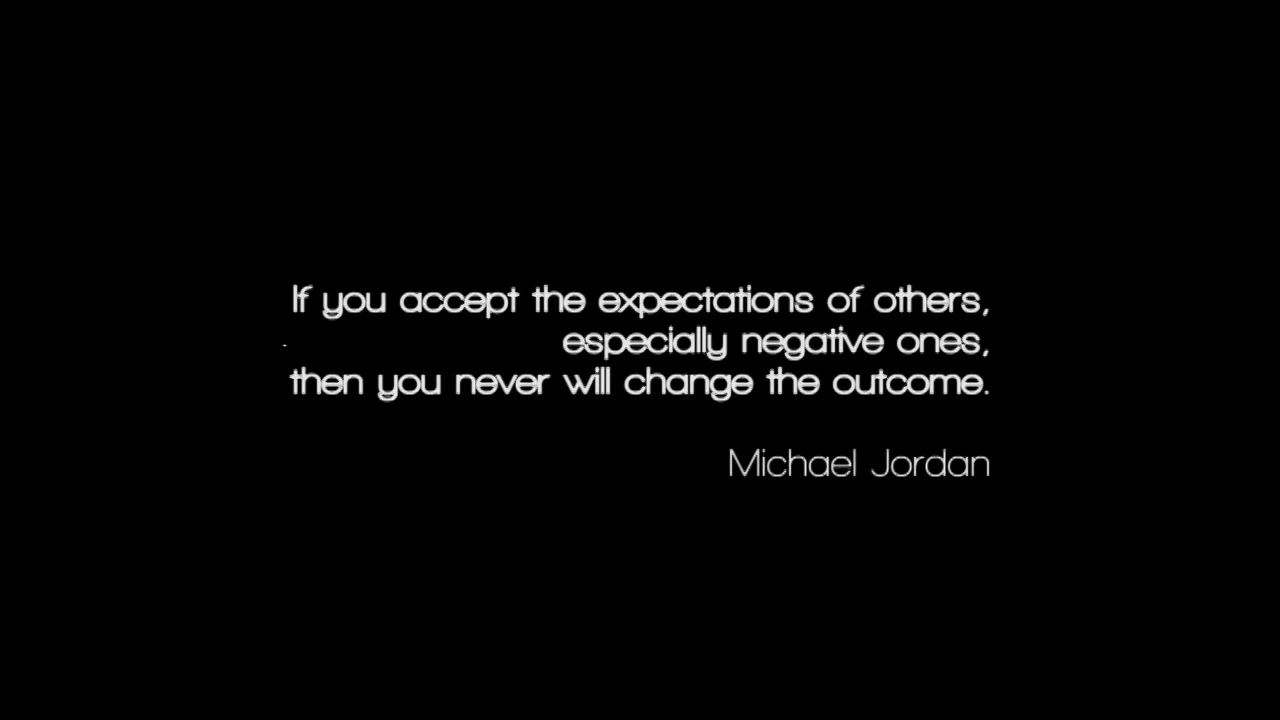 If you accept the expectations of others,
especially negative ones,
then you never will change the outcome.
Michael Jordan